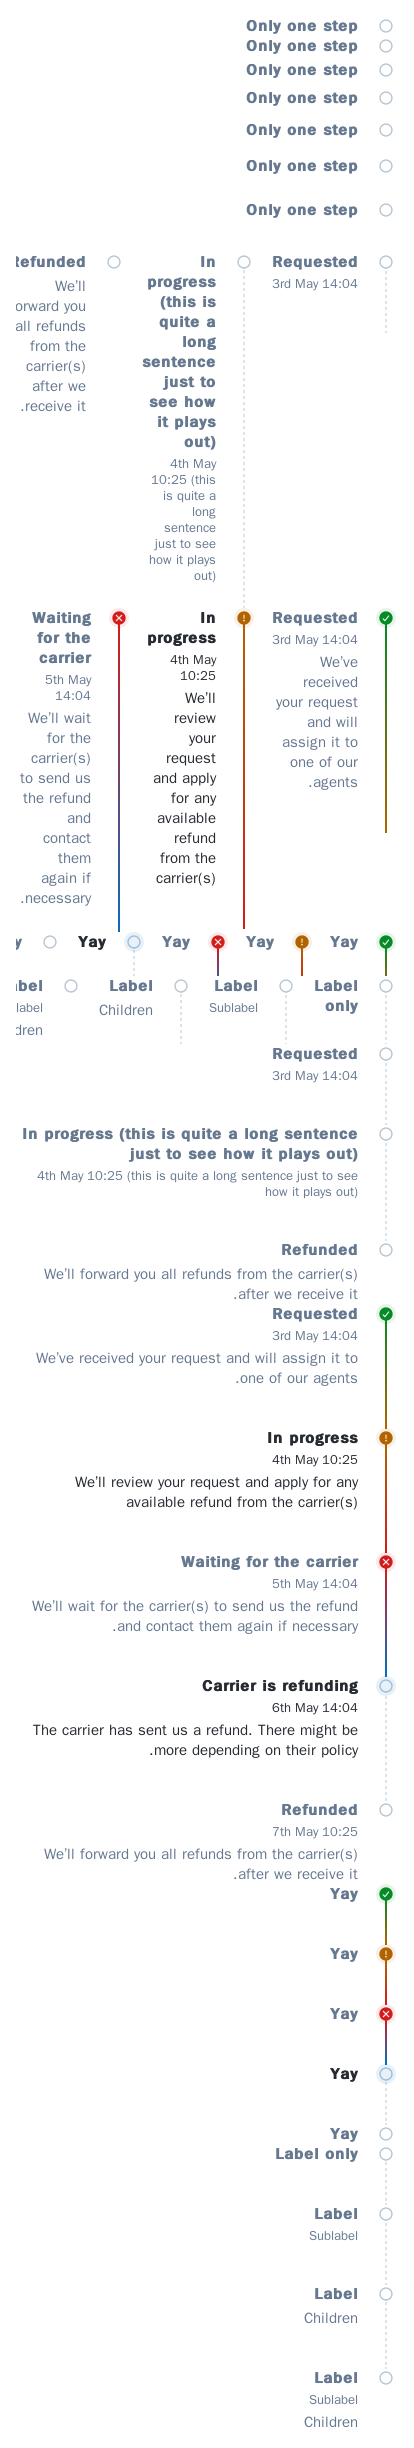 Only one step
Only one step
Only one step
Only one step
Only one step
Only one step
Only one step
Requested
3rd May 14:04
In
progress
(this is
quite a
long
sentence
just to
see how
it plays
out)
4th May
10:25 (this
is quite a
long
sentence
just to see
how it plays
out)
Refunded
We'll
forward you
all refunds
from the
carrier(s)
after we
.receive it
Requested
3rd May 14:04
We've
received
your request
and will
assign it to
one of our
.agents
In
progress
4th May
10:25
We'll
review
your
request
and apply
for any
available
refund
from the
carrier(s)
Waiting
for the
carrier
5th May
14:04
We'll wait
for the
carrier(s)
to send us
the refund
and
contact
them
again if
.necessary
Yay
Yay
Yay
Yay
Label
only
Label
Sublabel
Label
Children
Requested
3rd May 14:04
In progress (this is quite a long sentence
just to see how it plays out)
4th May 10:25 (this is quite a long sentence just to see
how it plays out)
Refunded
We'll forward you all refunds from the carrier(s)
.after we receive it
Requested
3rd May 14:04
We've received your request and will assign it to
.one of our agents
In progress
4th May 10:25
We'll review your request and apply for any
available refund from the carrier(s)
Waiting for the carrier
5th May 14:04
We'll wait for the carrier(s) to send us the refund
.and contact them again if necessary
Carrier is refunding
6th May 14:04
The carrier has sent us a refund. There might be
.more depending on their policy
Refunded
7th May 10:25
We'll forward you all refunds from the carrier(s)
.after we receive it
Yay
Yay
Yay
Yay
Yay
Label only
Label
Sublabel
Label
Children
Label
Sublabel
Children